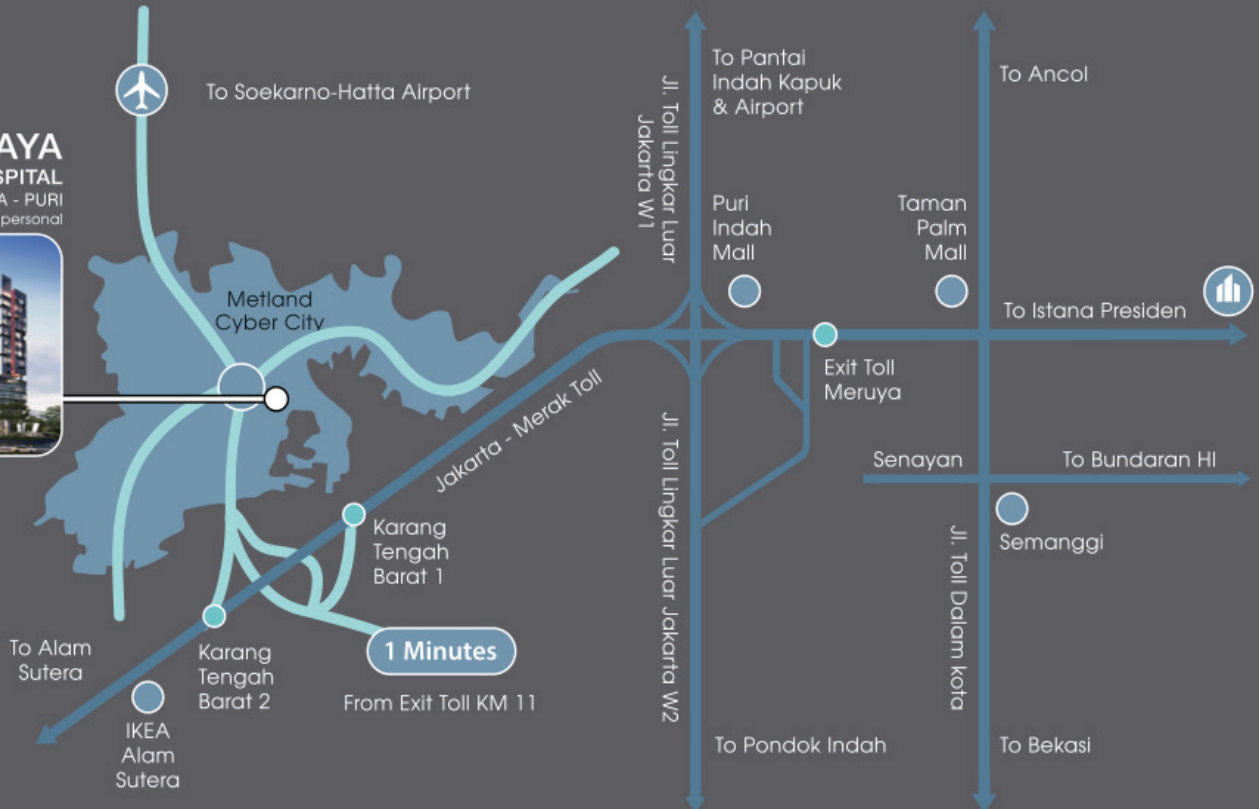 To Soekarno-Hatta Airport
AYA
SPITAL
A - PURI
personal
Metland
Cyber City
To Pantai
Indah Kapuk
& Airport
Jl. Toll Lingkar Luar
Jakarta W1
To Ancol
Puri
Indah
Mall
Taman
Palm
Mall
To Istana Presiden
Exit Toll
Meruya
Jakarta - Merak Toll
Senayan
To Bundaran HI
Semanggi
Karang
Tengah
Barat 1
Jl. Toll Lingkar Luar Jakarta W2
Jl. Toll Dalam kota
To Alam
Sutera
Karang
Tengah
Barat 2
1 Minutes
From Exit Toll KM 11
IKEA
Alam
Sutera
To Pondok Indah
To Bekasi